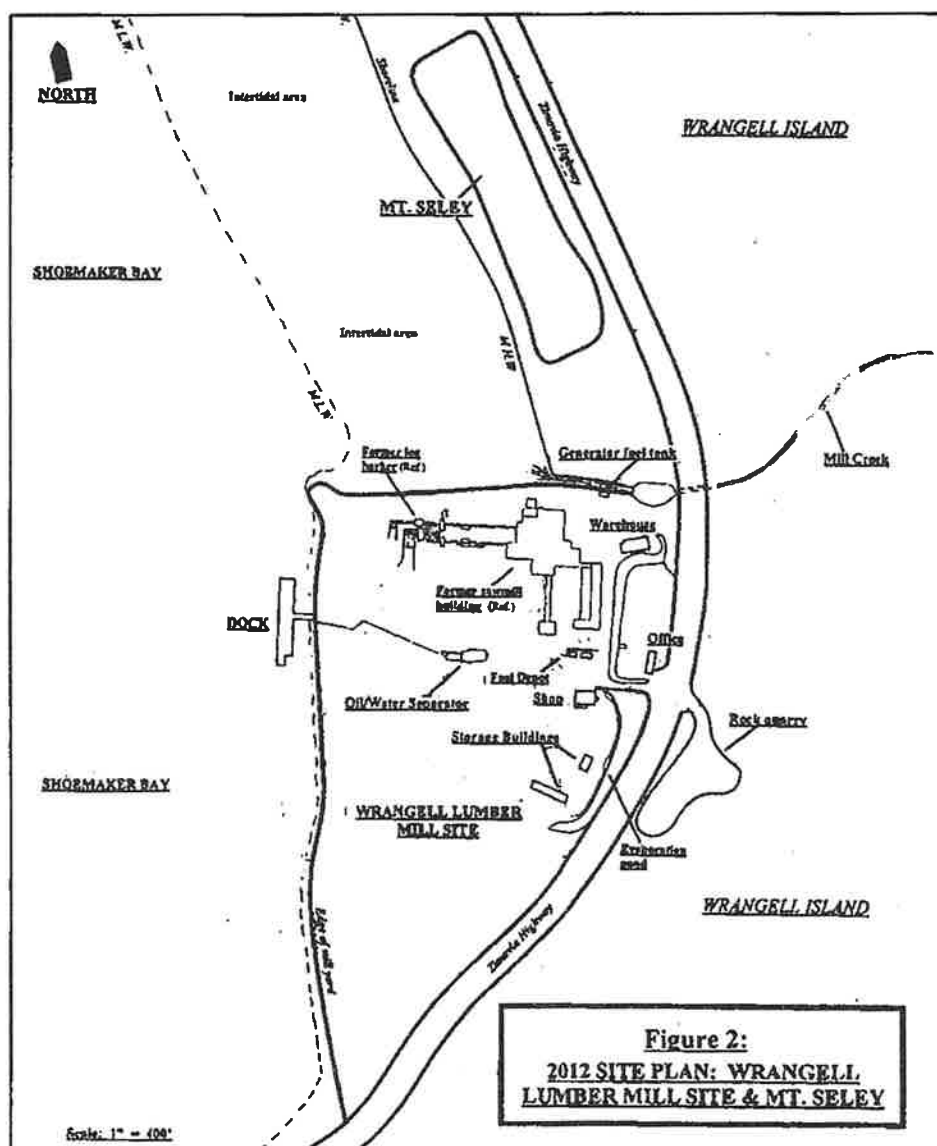 M.L.W.
NORTH
Intertidal area
Shoreline
Zimovia Highway
WRANGELL ISLAND
MT. SELEY
SHOEMAKER BAY
Intertidal area
M.H.W
M.L.W
Former log
barker (Ref.)
Generator fuel tank
Mill Creek
Warehouse
Former sawmill
building (Ref.)
DOCK
Office
Fuel Depot
Oil/Water Separator
Shop
Rock quarry
Storage Buildings
SHOEMAKER BAY
WRANGELL LUMBER
MILL SITE
Evaporation
pond
WRANGELL ISLAND
Edge of mill yard
Zimovia Highway
Figure 2:
2012 SITE PLAN: WRANGELL
LUMBER MILL SITE & MT. SELEY
Scale: 1" = 400'